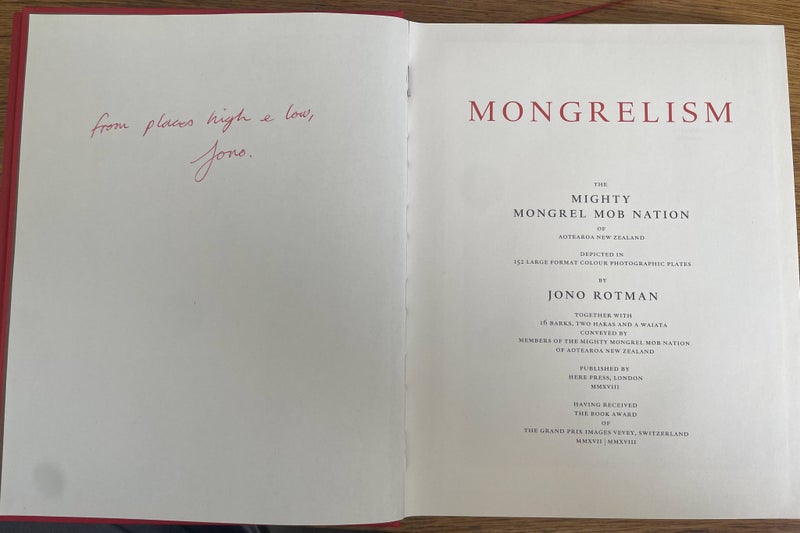 from places high e low,
Jono.
MONGRELISM
THE
MIGHTY
MONGREL MOB NATION
OF
AOTEAROA NEW ZEALAND
DEPICTED IN
152 LARGE FORMAT COLOUR PHOTOGRAPHIC PLATES
BY
JONO ROTMAN
TOGETHER WITH
16 BARKS, TWO HAKAS AND A WAIATA
CONVEYED BY
MEMBERS OF THE MIGHTY MONGREL MOB NATION
OF AOTEAROA NEW ZEALAND
PUBLISHED BY
HERE PRESS, LONDON
MMXVIII
HAVING RECEIVED
THE BOOK AWARD
OF
THE GRAND PRIX IMAGES VEVEY, SWITZERLAND
MMXVII | MMXVIII